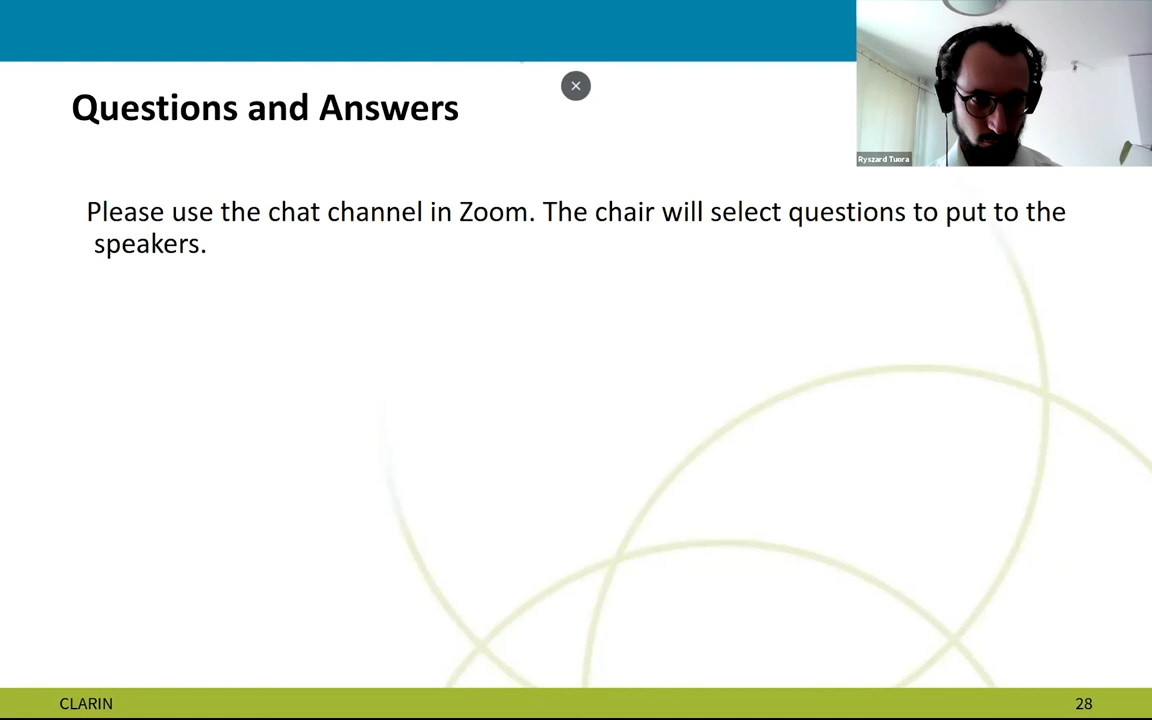 Questions and Answers
Ryszard Tuora
Please use the chat channel in Zoom. The chair will select questions to put to the
speakers.
CLARIN
28